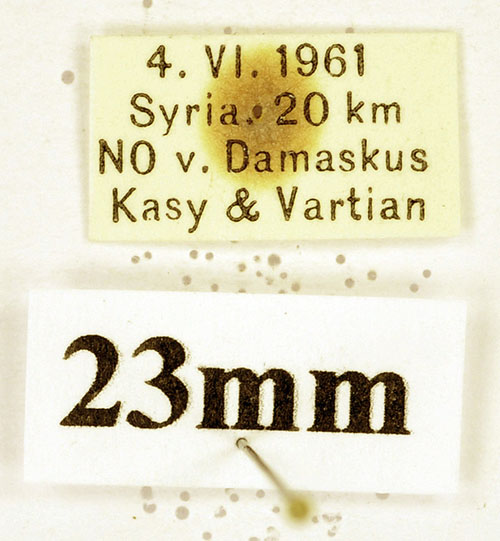 4. VI. 1961
Syria. 20 km
NO v. Damaskus
Kasy & Vartian
23mm